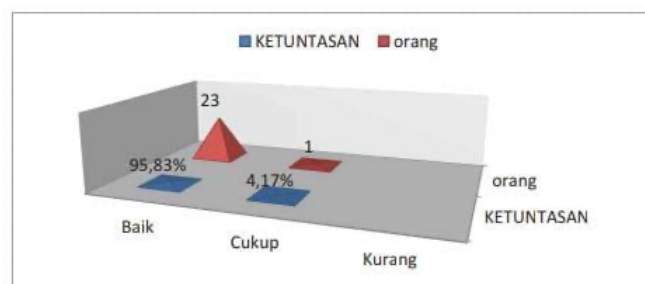 KETUNTASAN orang
23
1
95,83%
4,17%
orang
KETUNTASAN
Baik
Cukup
Kurang